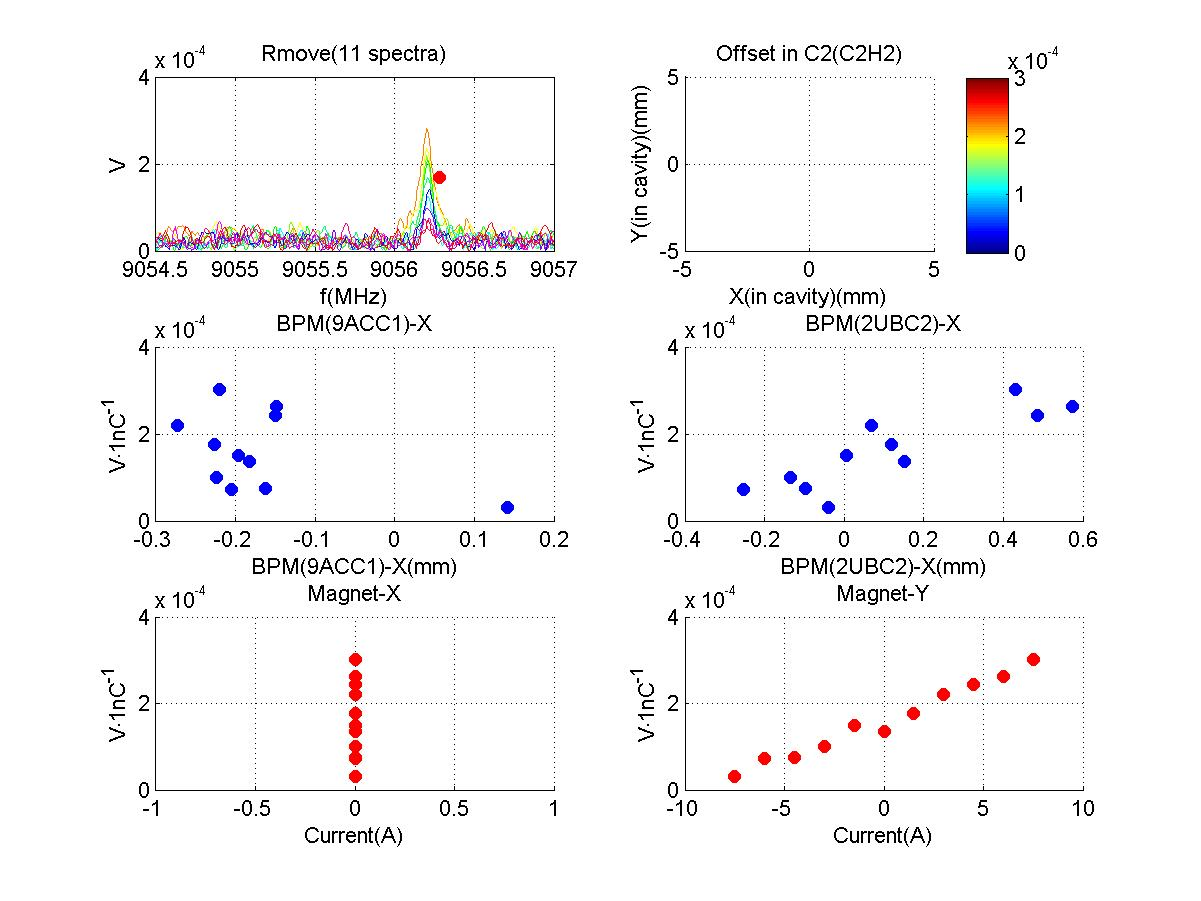 Rmove(11 spectra)
x 10^-4
4
2
0
V
9054.5 9055 9055.5 9056 9056.5 9057
f(MHz)
Offset in C2(C2H2)
5
0
-5
Y(in cavity)(mm)
-5 0 5
X(in cavity)(mm)
x 10^-4
3
2
1
0
BPM(9ACC1)-X
x 10^-4
4
2
0
V·1nC^-1
-0.3 -0.2 -0.1 0 0.1 0.2
BPM(9ACC1)-X(mm)
BPM(2UBC2)-X
x 10^-4
4
2
0
V·1nC^-1
-0.4 -0.2 0 0.2 0.4 0.6
BPM(2UBC2)-X(mm)
Magnet-X
x 10^-4
4
2
0
V·1nC^-1
-1 -0.5 0 0.5 1
Current(A)
Magnet-Y
x 10^-4
4
2
0
V·1nC^-1
-10 -5 0 5 10
Current(A)